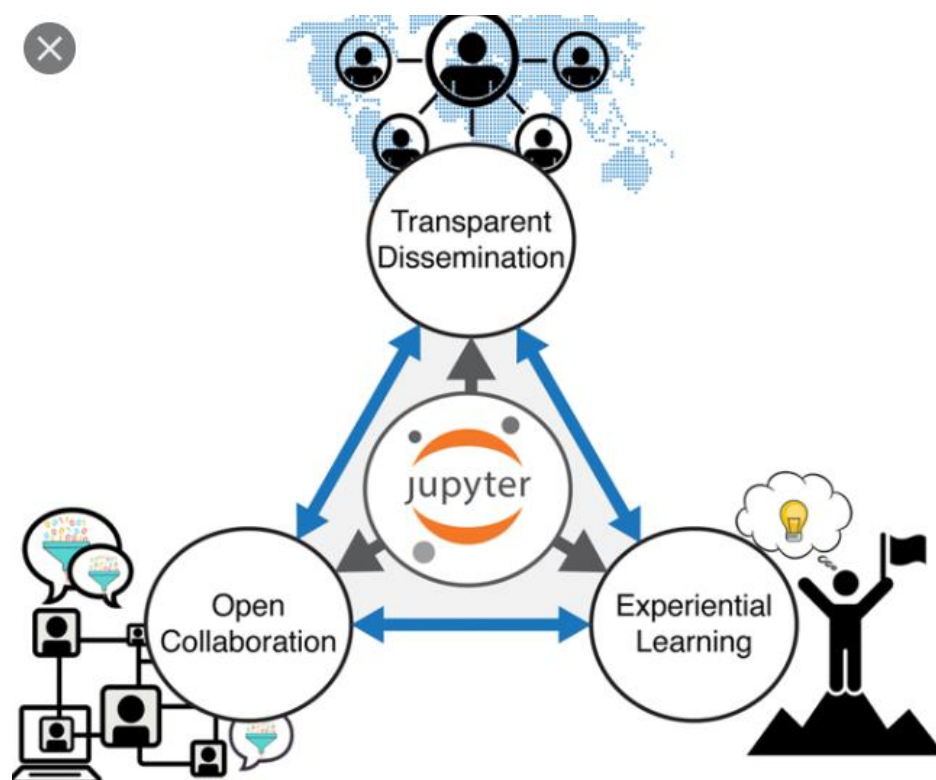 Transparent
Dissemination
jupyter
Open
Collaboration
Experiential
Learning